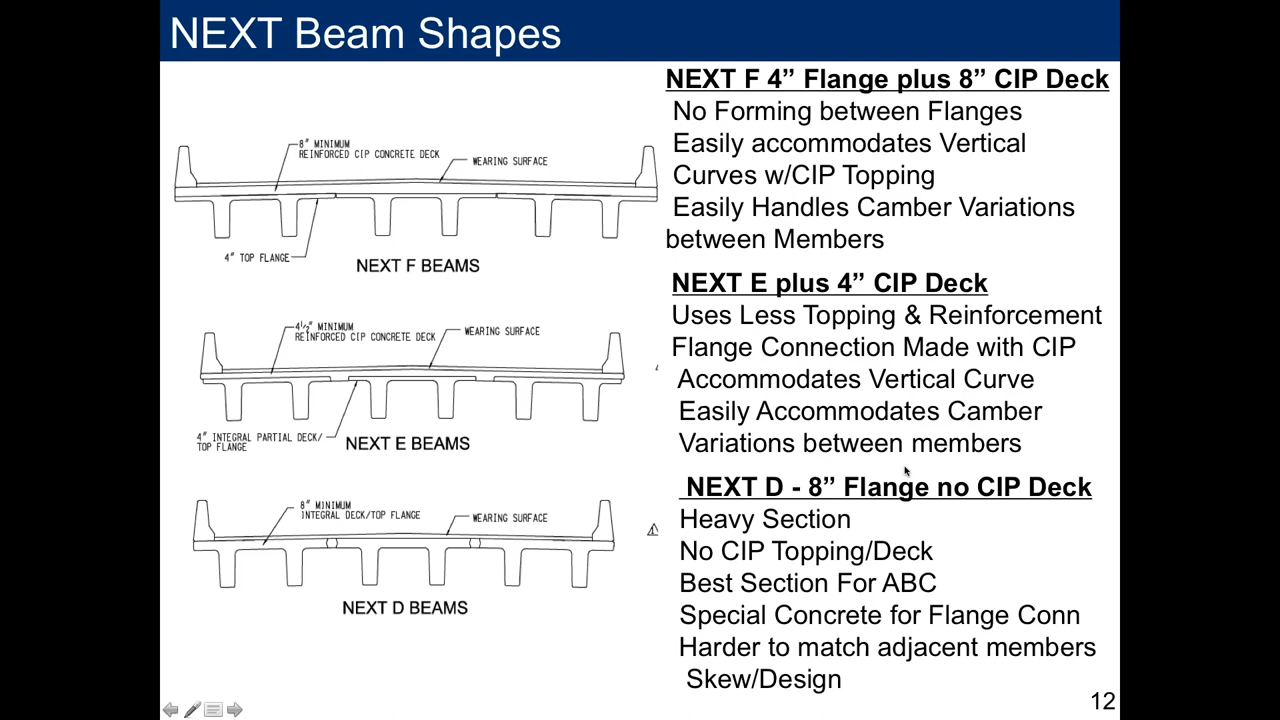 NEXT Beam Shapes
NEXT F 4” Flange plus 8” CIP Deck
No Forming between Flanges
Easily accommodates Vertical
Curves w/CIP Topping
Easily Handles Camber Variations
between Members
NEXT E plus 4” CIP Deck
Uses Less Topping & Reinforcement
Flange Connection Made with CIP
Accommodates Vertical Curve
Easily Accommodates Camber
Variations between members
NEXT D - 8” Flange no CIP Deck
Heavy Section
No CIP Topping/Deck
Best Section For ABC
Special Concrete for Flange Conn
Harder to match adjacent members
Skew/Design
8" MINIMUM
REINFORCED CIP CONCRETE DECK
WEARING SURFACE
4" TOP FLANGE
NEXT F BEAMS
4½" MINIMUM
REINFORCED CIP CONCRETE DECK
WEARING SURFACE
4" INTEGRAL PARTIAL DECK/
TOP FLANGE
NEXT E BEAMS
8" MINIMUM
INTEGRAL DECK/TOP FLANGE
WEARING SURFACE
NEXT D BEAMS
12